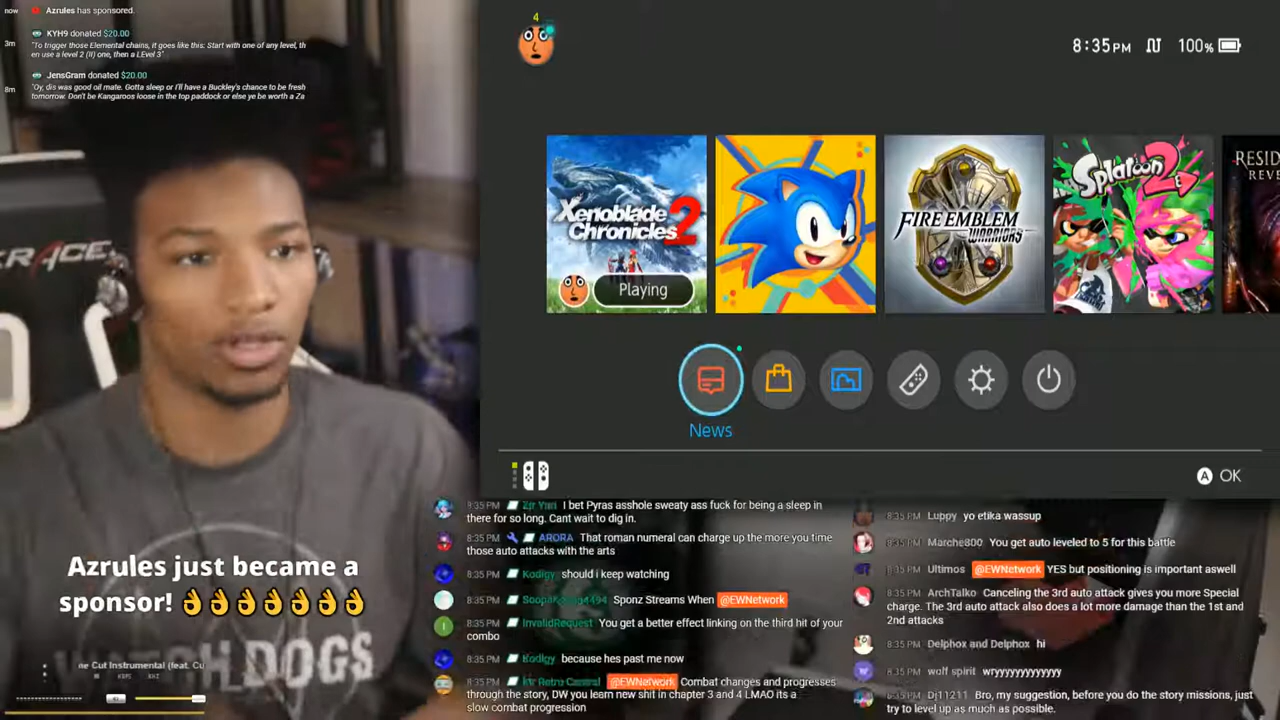 now
Azrules has sponsored.
KYH9 donated $20.00
3m
"To trigger those Elemental chains, it goes like this: Start with one of any level, th
en use a level 2 (II) one, then a LEvel 3"
JensGram donated $20.00
8m
"Oy, dis was good oil mate. Gotta sleep or I'll have a Buckley's chance to be fresh
tomorrow. Don't be Kangaroos loose in the top paddock or else ye be worth a Za
4
8:35PM
100%
Xenoblade
Chronicles 2
Playing
FIRE EMBLEM
WARRIORS
Splatoon 2
RESID
REVE
News
A OK
Azrules just became a
sponsor! 👌👌👌👌👌👌👌
DOGS
ne Cut Instrumental (feat. Cu
8:35 PM I bet Pyras asshole sweaty ass fuck for being a sleep in
there for so long. Cant wait to dig in.
8:35 PM ARORA That roman numeral can charge up the more you time
those auto attacks with the arts
8:35 PM Kodigy should i keep watching
8:35 PM Sponz Streams When @EWNetwork
8:35 PM InvalidRequest You get a better effect linking on the third hit of your
combo
8:35 PM Kodigy because hes past me now
8:35 PM Mr Retro Central @EWNetwork Combat changes and progresses
through the story, DW you learn new shit in chapter 3 and 4 LMAO its a
slow combat progression
8:35 PM Luppy yo etika wassup
8:35 PM Marche800 You get auto leveled to 5 for this battle
8:35 PM Ultimos @EWNetwork YES but positioning is important aswell
8:35 PM ArchTalko Canceling the 3rd auto attack gives you more Special
charge. The 3rd auto attack also does a lot more damage than the 1st and
2nd attacks
8:35 PM Delphox and Delphox hi
8:35 PM wolf spirit wryyyyyyyyyyyy
8:35 PM Dj11211 Bro, my suggestion, before you do the story missions, just
try to level up as much as possible.